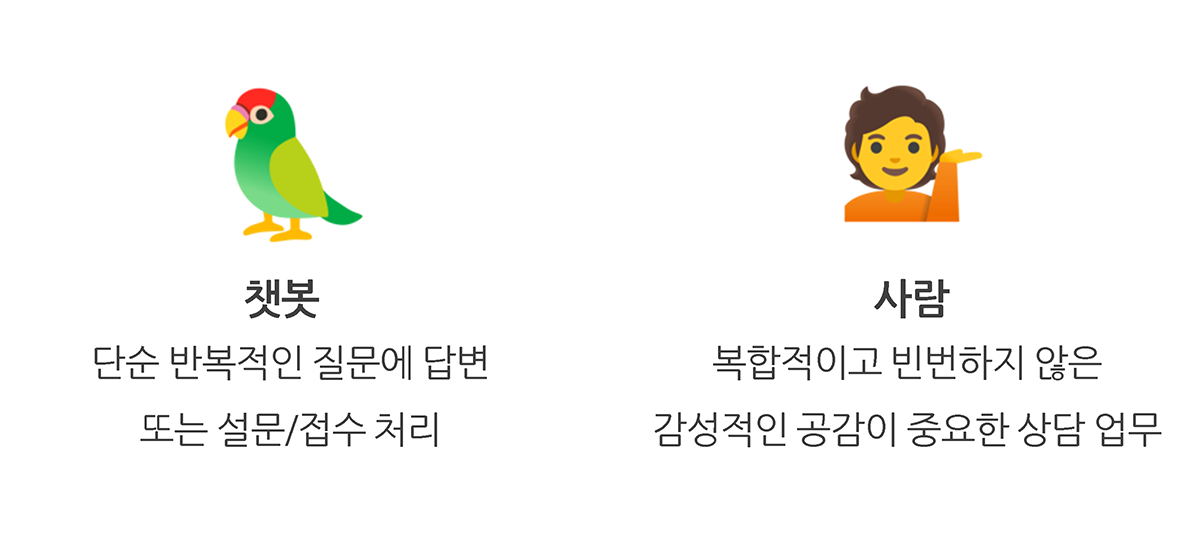 챗봇
단순 반복적인 질문에 답변
또는 설문/접수 처리
사람
복합적이고 빈번하지 않은
감성적인 공감이 중요한 상담 업무